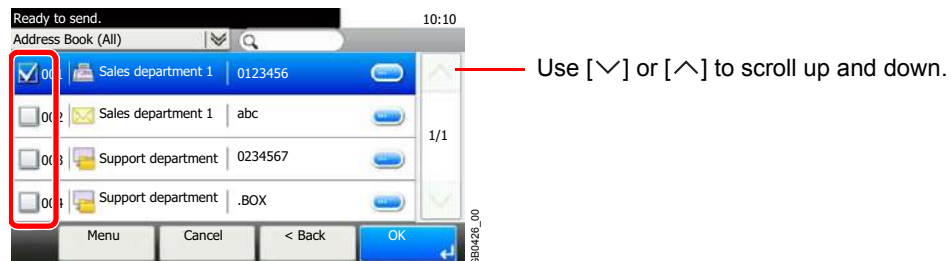 Ready to send. 10:10
Address Book (All)
001 Sales department 1 0123456
002 Sales department 1 abc
003 Support department 0234567
004 Support department .BOX
1/1
Menu Cancel < Back OK
Use [∨] or [∧] to scroll up and down.
GB0426_00